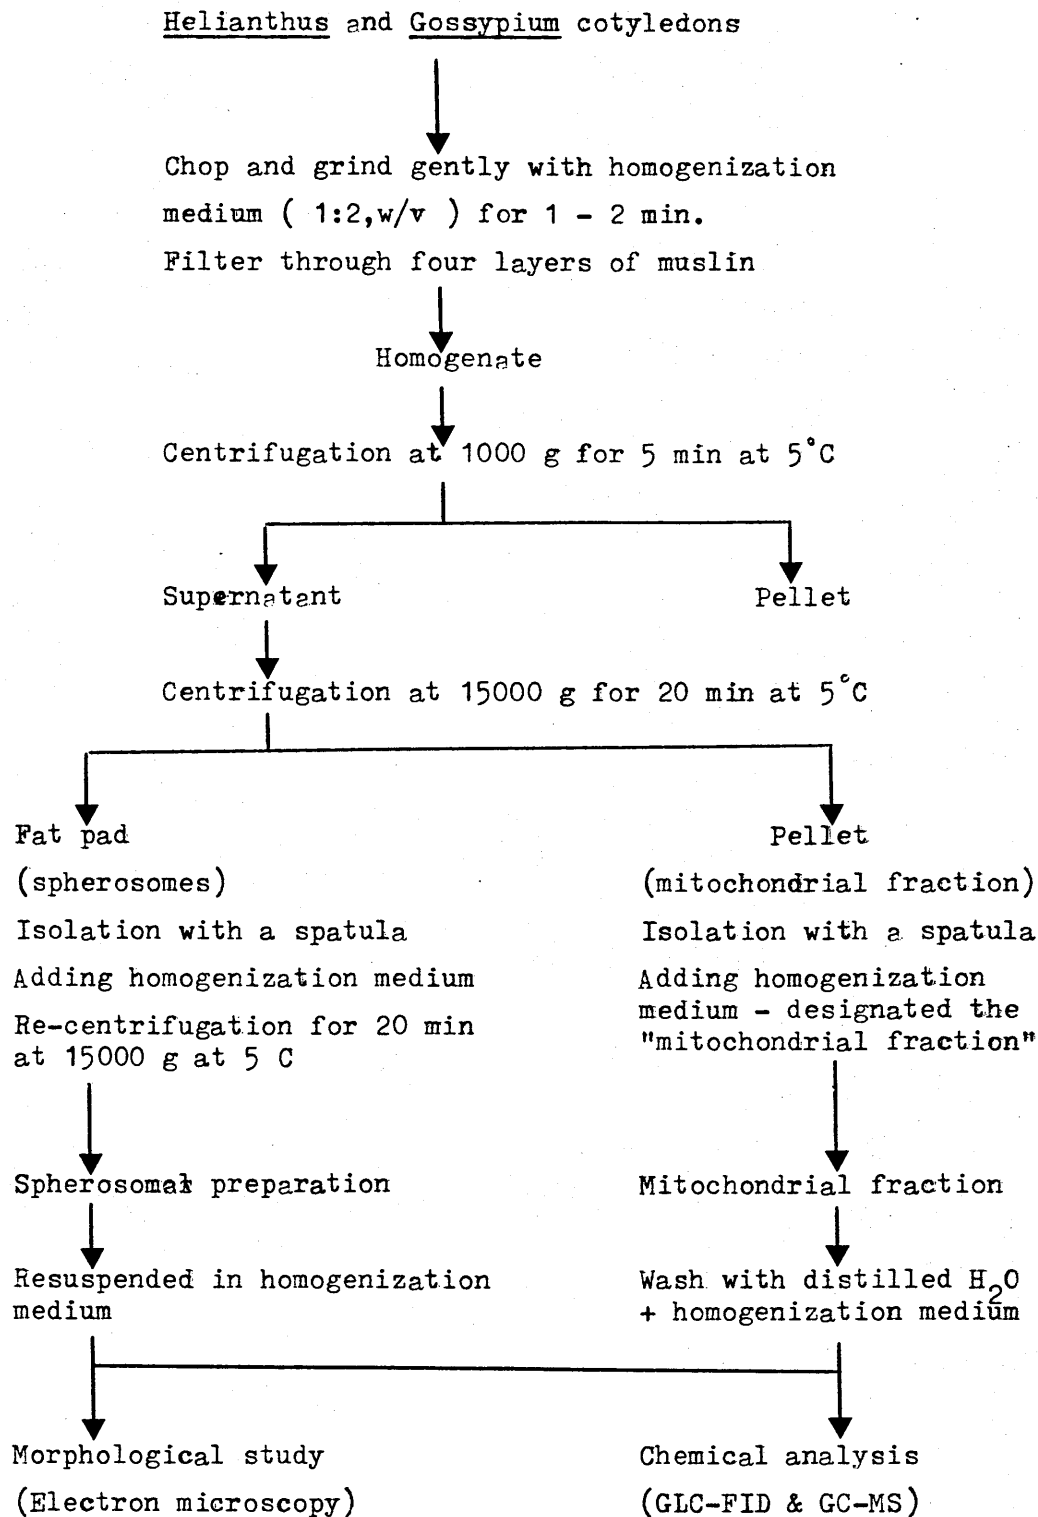 Helianthus and Gossypium cotyledons
Chop and grind gently with homogenization
medium ( 1:2,w/v ) for 1 - 2 min.
Filter through four layers of muslin
Homogenate
Centrifugation at 1000 g for 5 min at 5°C
Supernatant
Pellet
Centrifugation at 15000 g for 20 min at 5°C
Fat pad
(spherosomes)
Isolation with a spatula
Adding homogenization medium
Re-centrifugation for 20 min
at 15000 g at 5 C
Pellet
(mitochondrial fraction)
Isolation with a spatula
Adding homogenization
medium - designated the
"mitochondrial fraction"
Spherosomal preparation
Mitochondrial fraction
Resuspended in homogenization
medium
Wash with distilled H2O
+ homogenization medium
Morphological study
(Electron microscopy)
Chemical analysis
(GLC-FID & GC-MS)